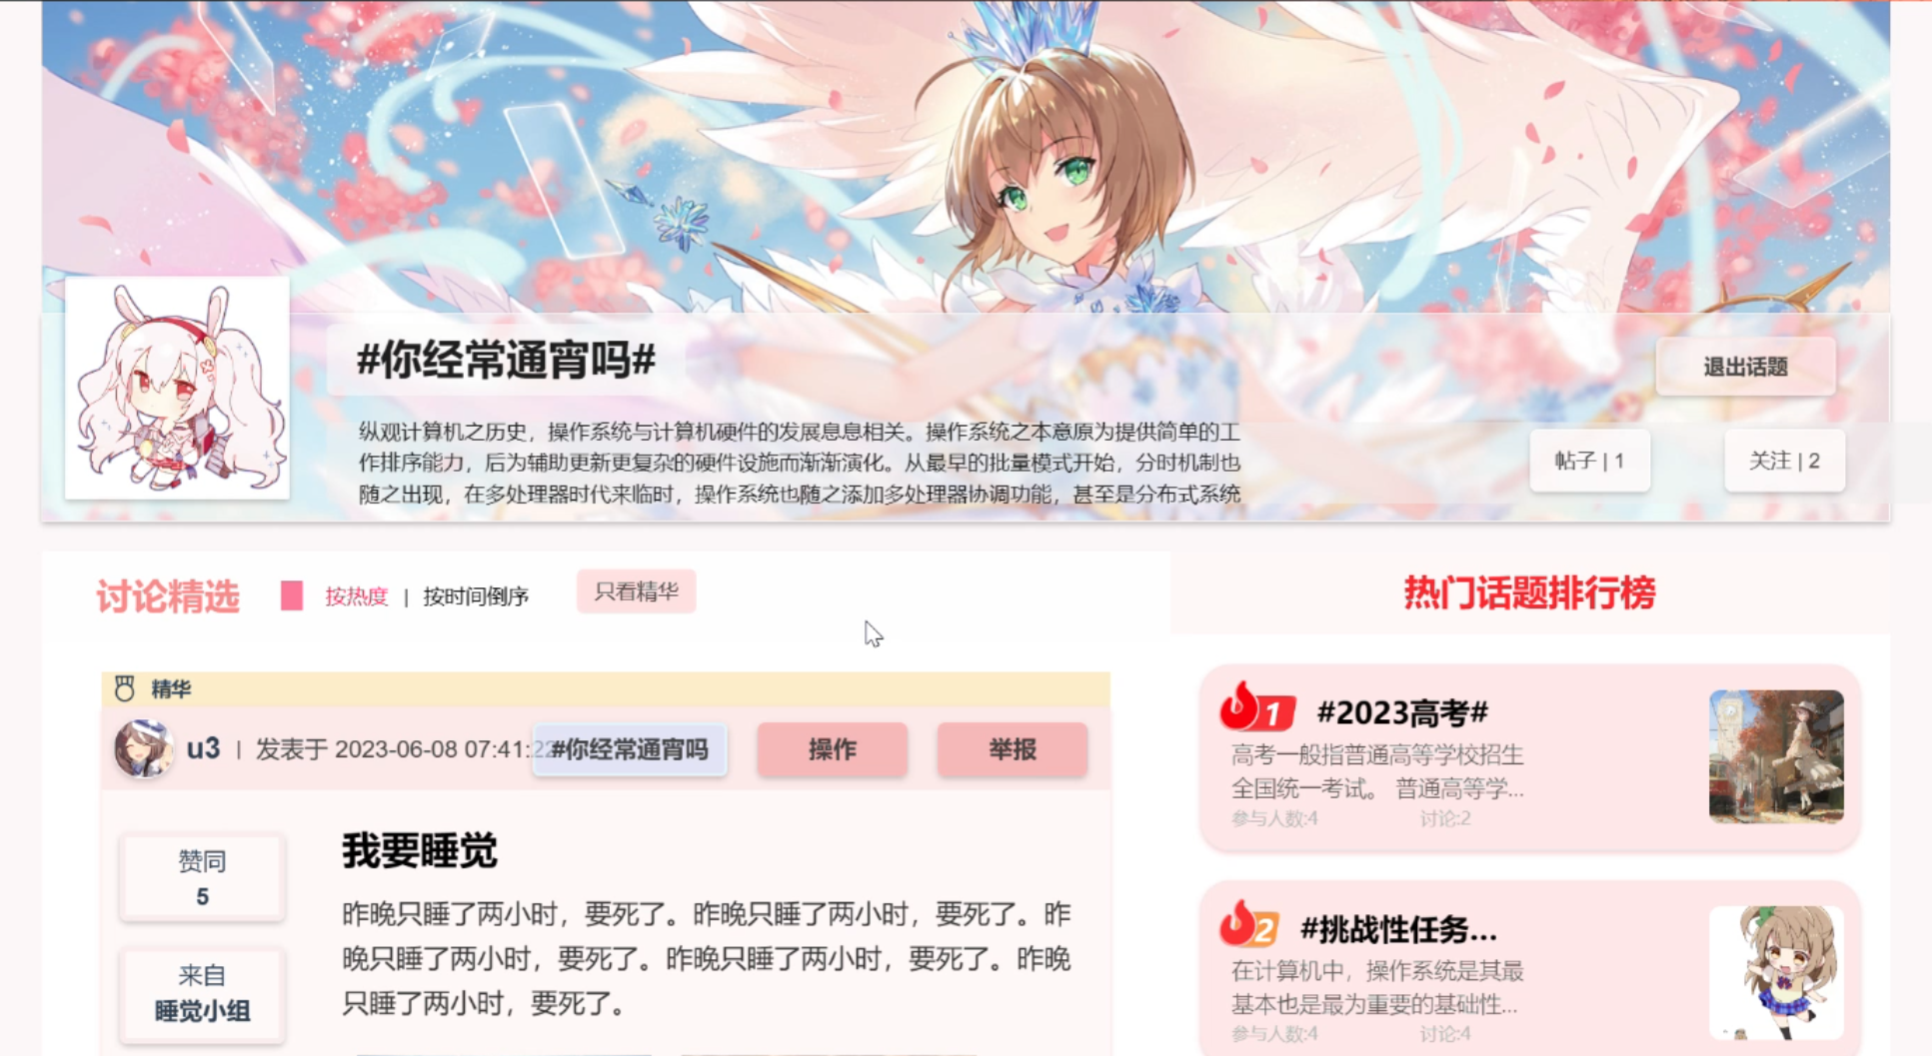 #你经常通宵吗#
退出话题
纵观计算机之历史，操作系统与计算机硬件的发展息息相关。操作系统之本意原为提供简单的工
作排序能力，后为辅助更新更复杂的硬件设施而渐渐演化。从最早的批量模式开始，分时机制也
随之出现，在多处理器时代来临时，操作系统也随之添加多处理器协调功能，甚至是分布式系统
帖子 | 1
关注 | 2
讨论精选
按热度 | 按时间倒序
只看精华
精华
u3 | 发表于 2023-06-08 07:41:22
#你经常通宵吗
操作
举报
赞同
5
来自
睡觉小组
我要睡觉
昨晚只睡了两小时，要死了。昨晚只睡了两小时，要死了。昨
晚只睡了两小时，要死了。昨晚只睡了两小时，要死了。昨晚
只睡了两小时，要死了。
热门话题排行榜
1 #2023高考#
高考一般指普通高等学校招生
全国统一考试。 普通高等学...
参与人数:4 讨论:2
2 #挑战性任务...
在计算机中，操作系统是其最
基本也是最为重要的基础性...
参与人数:4 讨论:4